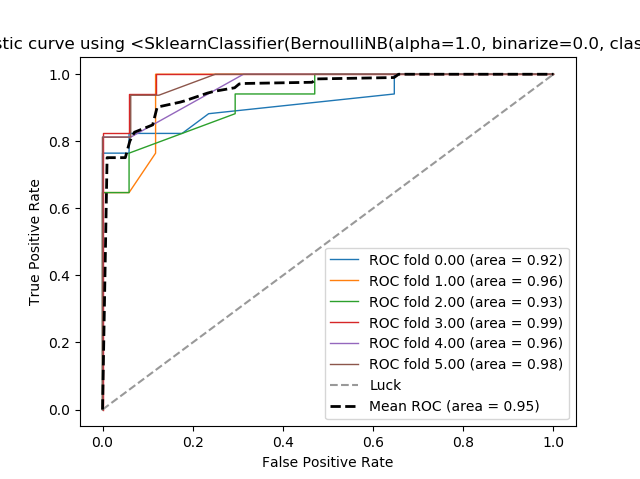 stic curve using <SklearnClassifier(BernoulliNB(alpha=1.0, binarize=0.0, clas
1.0
0.8
0.6
0.4
0.2
0.0
True Positive Rate
0.0 0.2 0.4 0.6 0.8 1.0
False Positive Rate
ROC fold 0.00 (area = 0.92)
ROC fold 1.00 (area = 0.96)
ROC fold 2.00 (area = 0.93)
ROC fold 3.00 (area = 0.99)
ROC fold 4.00 (area = 0.96)
ROC fold 5.00 (area = 0.98)
Luck
Mean ROC (area = 0.95)